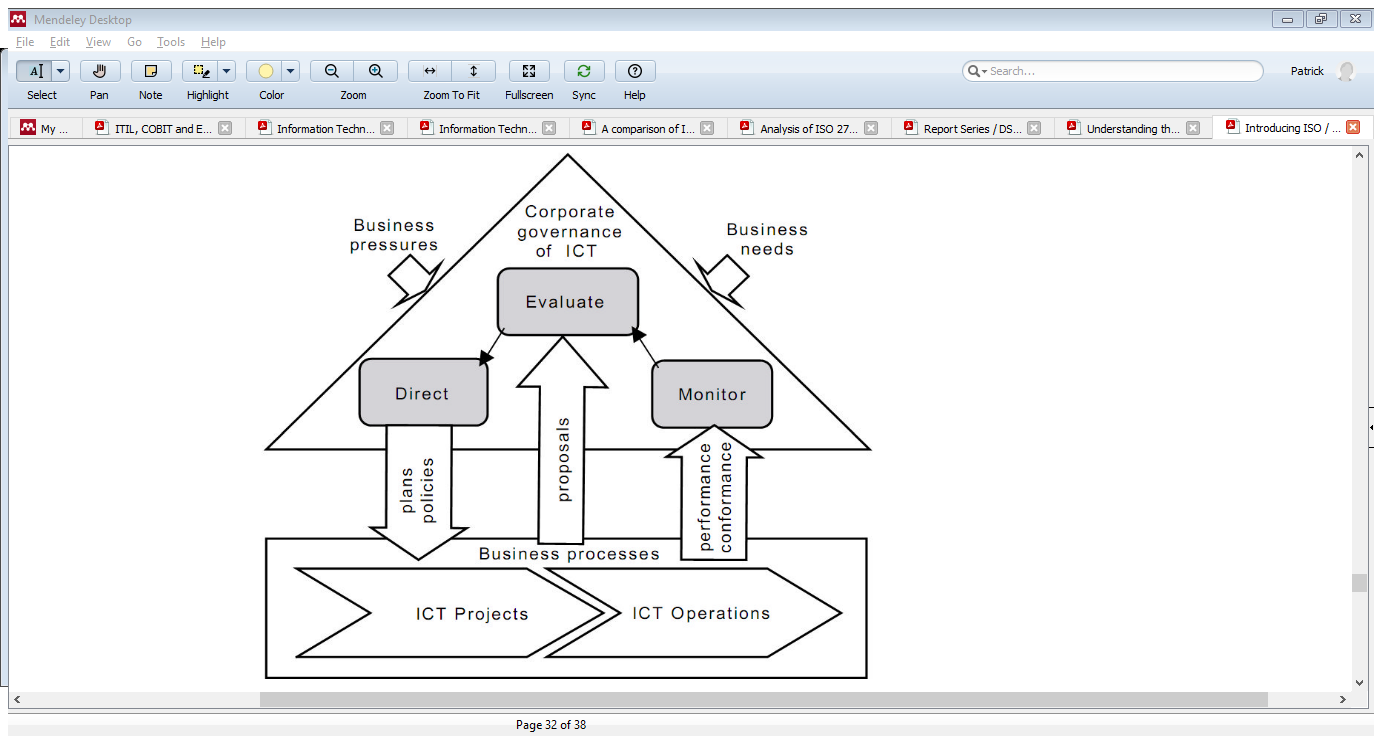 Mendeley Desktop
File Edit View Go Tools Help
Select Pan Note Highlight Color Zoom Zoom To Fit Fullscreen Sync Help
Search...
Patrick
My ... ITIL, COBIT and E... Information Techn... Information Techn... A comparison of I... Analysis of ISO 27... Report Series / DS... Understanding th... Introducing ISO / ...
Corporate
governance
of ICT
Business
pressures
Business
needs
Evaluate
Direct
Monitor
plans
policies
proposals
performance
conformance
Business processes
ICT Projects
ICT Operations
Page 32 of 38